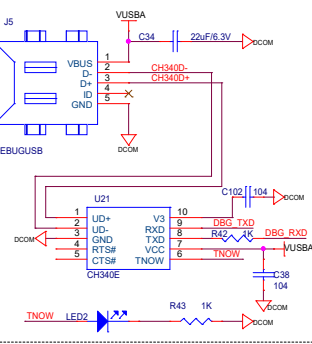 J5
VUSBA
C34
22uF/6.3V
DCOM
VBUS 1
D- 2
D+ 3
ID 4
GND 5
CH340D-
CH340D+
EBUGUSB
DCOM
U21
C102
104
DCOM
1 UD+ V3 10
2 UD- RXD 9 DBG_TXD
DCOM 3 GND TXD 8 R42 1K DBG_RXD
4 RTS# VCC 7 VUSBA
5 CTS# TNOW 6 TNOW
CH340E
C38
104
DCOM
TNOW
LED2
R43
1K
DCOM